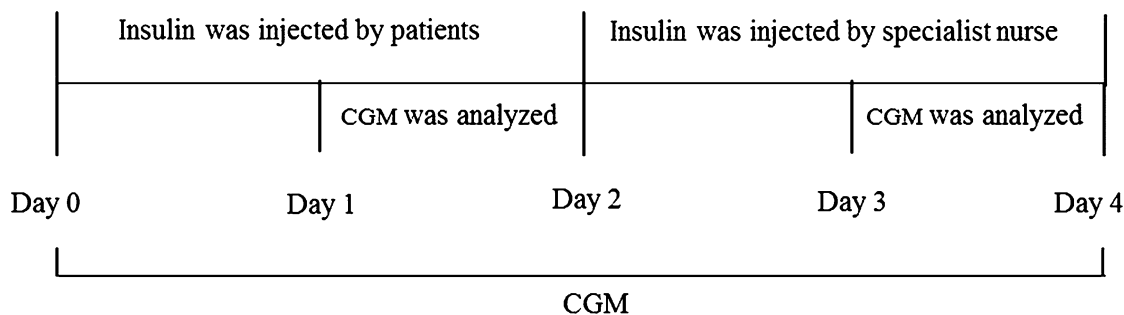 Insulin was injected by patients
Insulin was injected by specialist nurse
CGM was analyzed
CGM was analyzed
Day 0
Day 1
Day 2
Day 3
Day 4
CGM